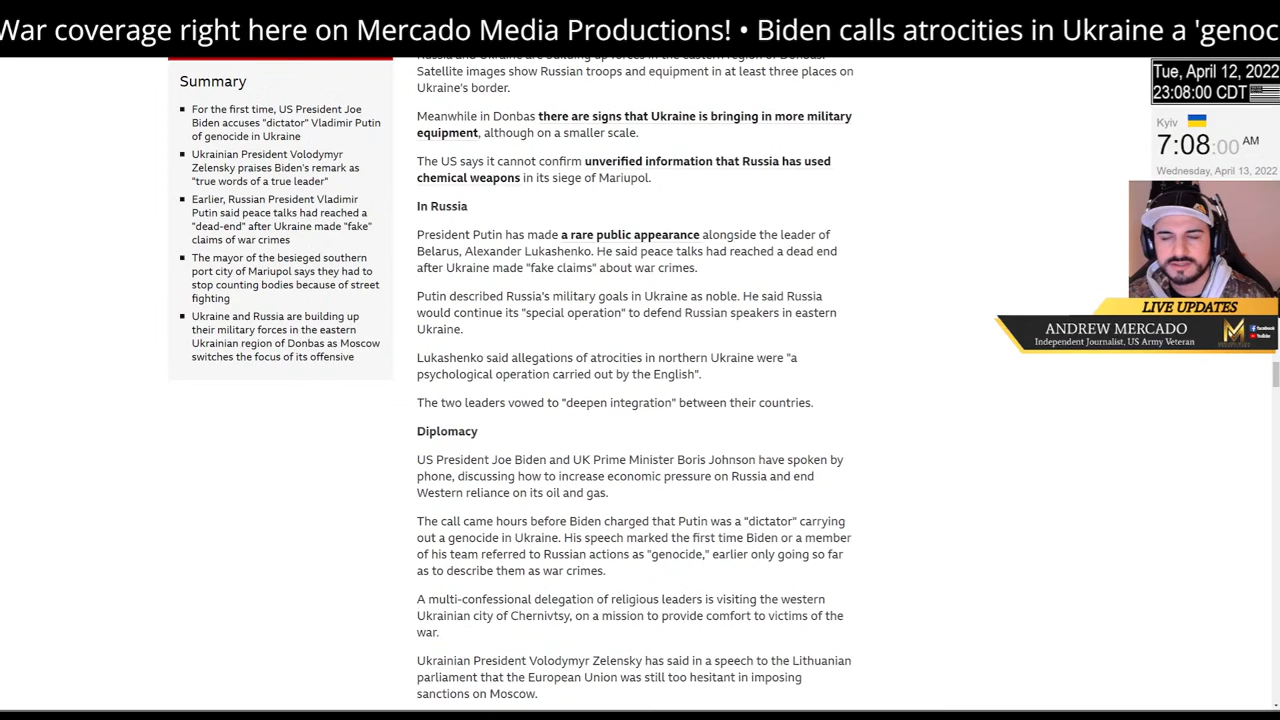 War coverage right here on Mercado Media Productions! • Biden calls atrocities in Ukraine a 'genoc
Summary
▪ For the first time, US President Joe
Biden accuses "dictator" Vladimir Putin
of genocide in Ukraine
▪ Ukrainian President Volodymyr
Zelensky praises Biden's remark as
"true words of a true leader"
▪ Earlier, Russian President Vladimir
Putin said peace talks had reached a
"dead-end" after Ukraine made "fake"
claims of war crimes
▪ The mayor of the besieged southern
port city of Mariupol says they had to
stop counting bodies because of street
fighting
▪ Ukraine and Russia are building up
their military forces in the eastern
Ukrainian region of Donbas as Moscow
switches the focus of its offensive
Russia and Ukraine are building up forces in the eastern region of Donbas.
Satellite images show Russian troops and equipment in at least three places on
Ukraine's border.
Meanwhile in Donbas there are signs that Ukraine is bringing in more military
equipment, although on a smaller scale.
The US says it cannot confirm unverified information that Russia has used
chemical weapons in its siege of Mariupol.
In Russia
President Putin has made a rare public appearance alongside the leader of
Belarus, Alexander Lukashenko. He said peace talks had reached a dead end
after Ukraine made "fake claims" about war crimes.
Putin described Russia's military goals in Ukraine as noble. He said Russia
would continue its "special operation" to defend Russian speakers in eastern
Ukraine.
Lukashenko said allegations of atrocities in northern Ukraine were "a
psychological operation carried out by the English".
The two leaders vowed to "deepen integration" between their countries.
Diplomacy
US President Joe Biden and UK Prime Minister Boris Johnson have spoken by
phone, discussing how to increase economic pressure on Russia and end
Western reliance on its oil and gas.
The call came hours before Biden charged that Putin was a "dictator" carrying
out a genocide in Ukraine. His speech marked the first time Biden or a member
of his team referred to Russian actions as "genocide," earlier only going so far
as to describe them as war crimes.
A multi-confessional delegation of religious leaders is visiting the western
Ukrainian city of Chernivtsy, on a mission to provide comfort to victims of the
war.
Ukrainian President Volodymyr Zelensky has said in a speech to the Lithuanian
parliament that the European Union was still too hesitant in imposing
sanctions on Moscow.
Tue, April 12, 2022
23:08:00 CDT
Kyiv
7:08:00 AM
Wednesday, April 13, 2022
LIVE UPDATES
ANDREW MERCADO
Independent Journalist, US Army Veteran
Facebook
YouTube